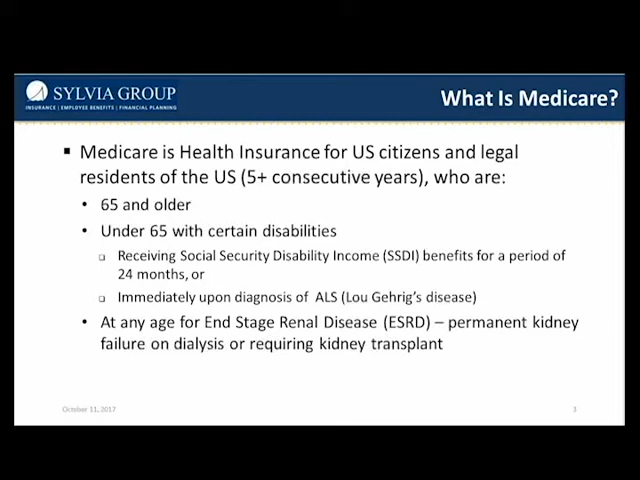 SYLVIA GROUP
INSURANCE | EMPLOYEE BENEFITS | FINANCIAL PLANNING
What Is Medicare?
▪ Medicare is Health Insurance for US citizens and legal
residents of the US (5+ consecutive years), who are:
• 65 and older
• Under 65 with certain disabilities
❑ Receiving Social Security Disability Income (SSDI) benefits for a period of
24 months, or
❑ Immediately upon diagnosis of ALS (Lou Gehrig's disease)
• At any age for End Stage Renal Disease (ESRD) – permanent kidney
failure on dialysis or requiring kidney transplant
October 11, 2017
3